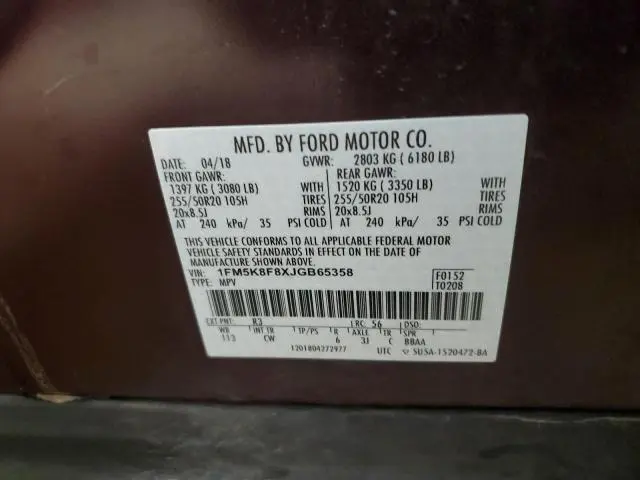 MFD. BY FORD MOTOR CO.
DATE: 04/18 GVWR: 2803 KG ( 6180 LB)
FRONT GAWR: REAR GAWR:
1397 KG ( 3080 LB) WITH 1520 KG ( 3350 LB) WITH
255/50R20 105H TIRES 255/50R20 105H TIRES
20x8.5J RIMS 20x8.5J RIMS
AT 240 kPa/ 35 PSI COLD AT 240 kPa/ 35 PSI COLD
THIS VEHICLE CONFORMS TO ALL APPLICABLE FEDERAL MOTOR
VEHICLE SAFETY STANDARDS IN EFFECT ON THE DATE OF
MANUFACTURE SHOWN ABOVE.
VIN: 1FM5K8F8XJGB65358 F0152
TYPE: MPV T0208
EXT PNT: R3 RC: 56 DSO:
WB INT TR TP/PS R AXLE TR SPR
113 CW 6 3J C BBAA
1201804272977 UTC SU5A-1520472-BA